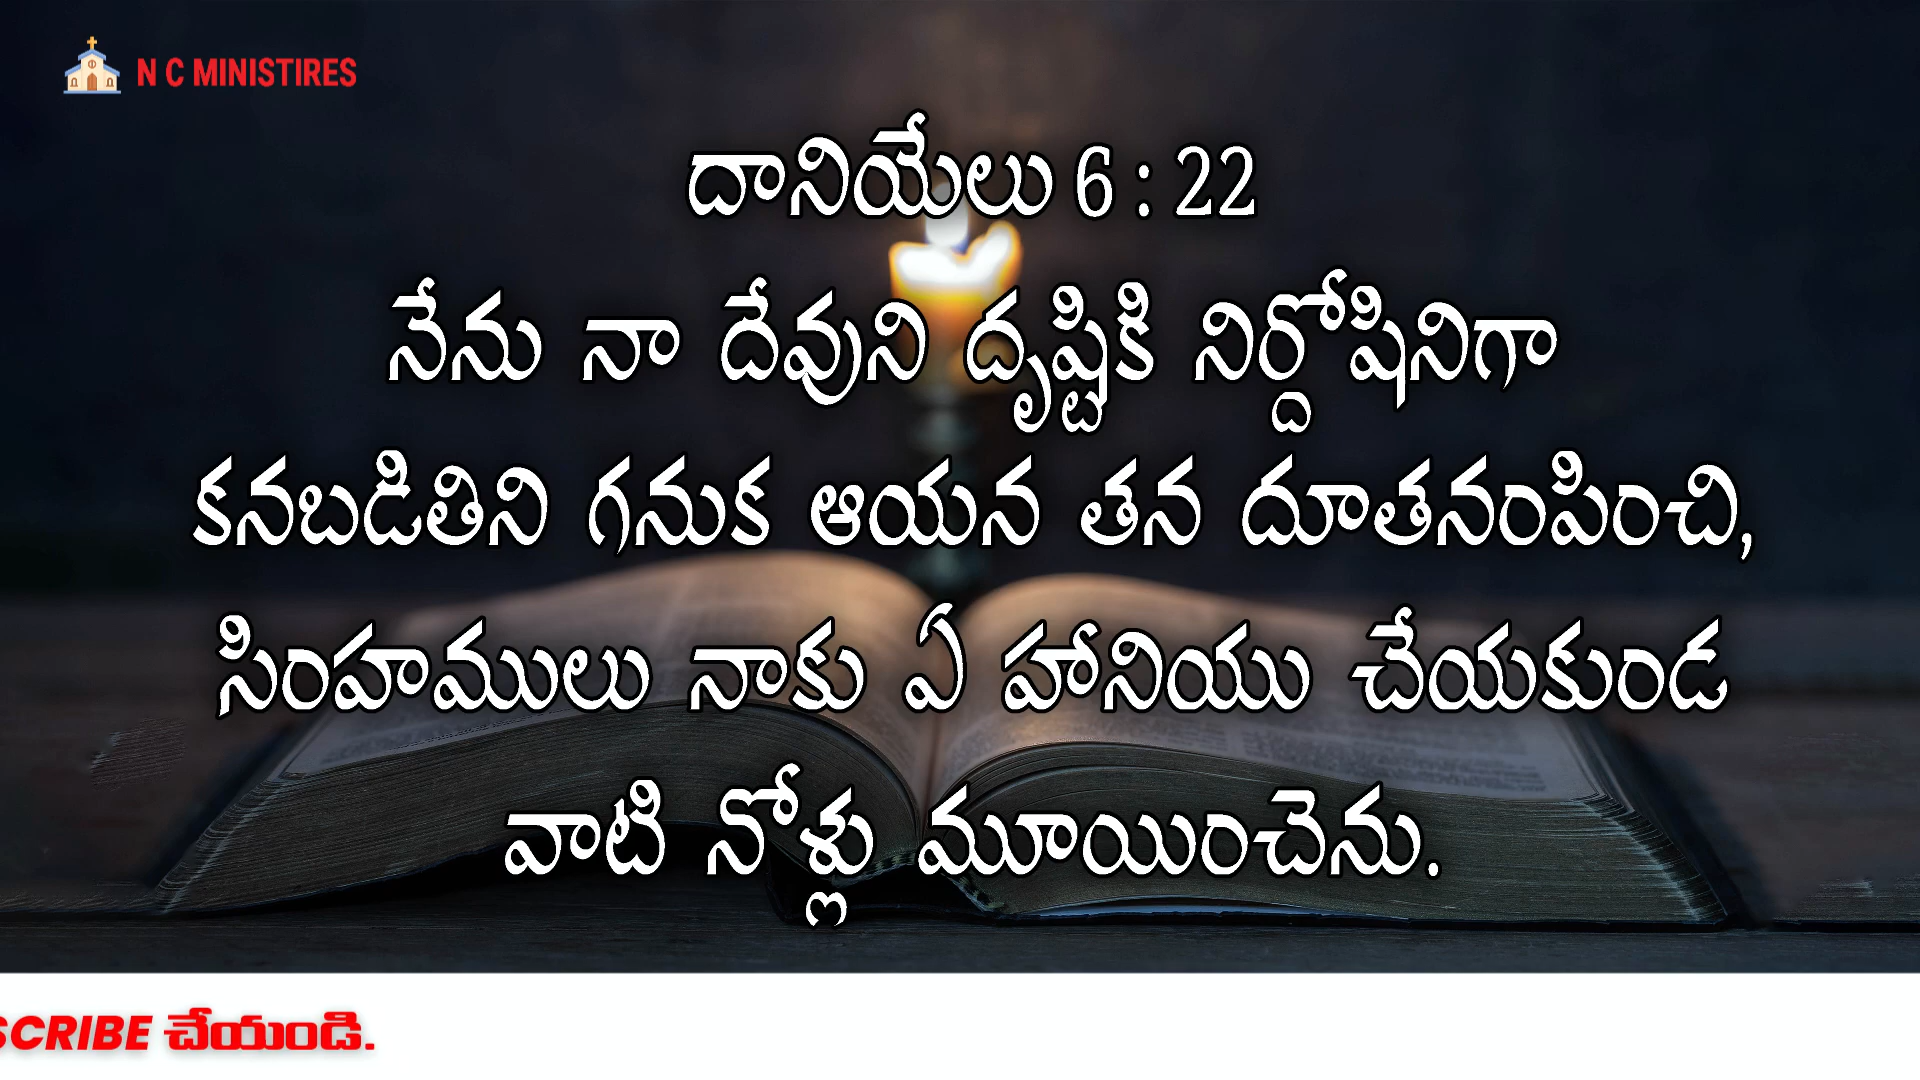 N C MINISTIRES
దానియేలు 6 : 22
నేను నా దేవుని దృష్టికి నిర్దోషినిగా
కనబడితిని గనుక ఆయన తన దూతనంపించి,
సింహములు నాకు ఏ హానియు చేయకుండ
వాటి నోళ్లు మూయించెను.
SCRIBE చేయండి.